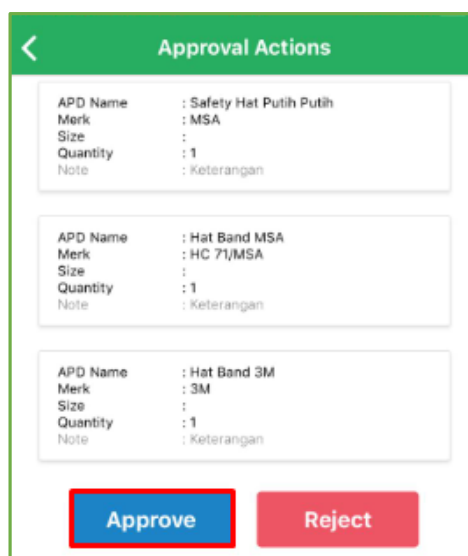 Approval Actions
APD Name : Safety Hat Putih Putih
Merk : MSA
Size :
Quantity : 1
Note : Keterangan
APD Name : Hat Band MSA
Merk : HC 71/MSA
Size :
Quantity : 1
Note : Keterangan
APD Name : Hat Band 3M
Merk : 3M
Size :
Quantity : 1
Note : Keterangan
Approve Reject